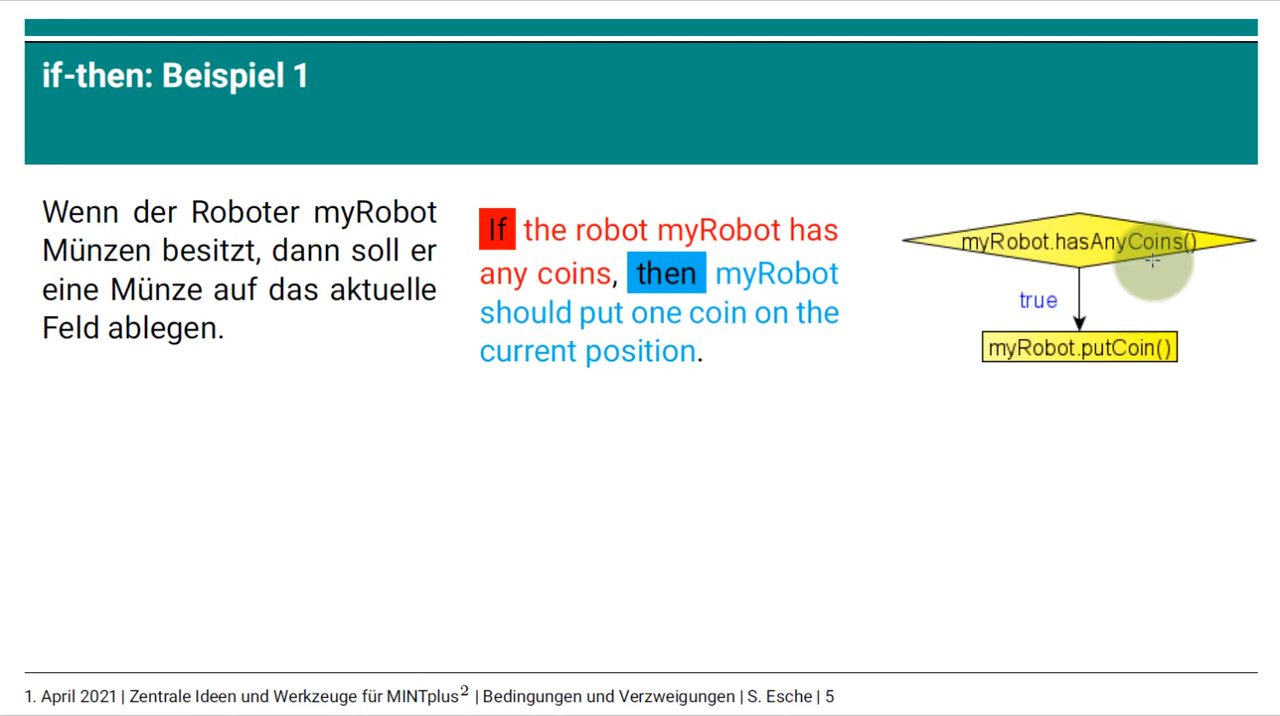 if-then: Beispiel 1
Wenn der Roboter myRobot
Münzen besitzt, dann soll er
eine Münze auf das aktuelle
Feld ablegen.
If the robot myRobot has
any coins, then myRobot
should put one coin on the
current position.
myRobot.hasAnyCoins()
true
myRobot.putCoin()
1. April 2021 | Zentrale Ideen und Werkzeuge für MINTplus² | Bedingungen und Verzweigungen | S. Esche | 5